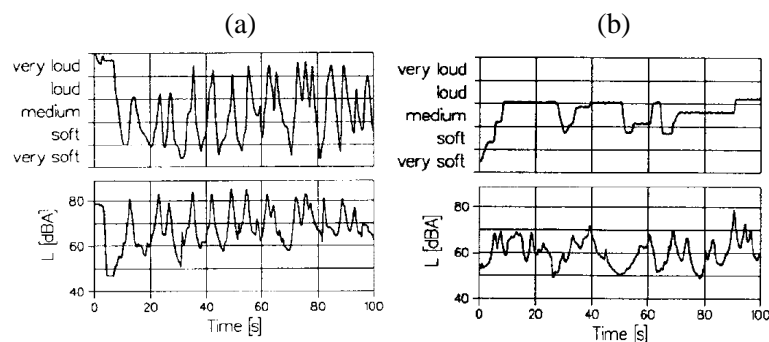 (a)
very loud
loud
medium
soft
very soft
L [dBA]
80
60
40
0 20 40 60 80 100
Time [s]
(b)
very loud
loud
medium
soft
very soft
L [dBA]
80
60
40
0 20 40 60 80 100
Time [s]